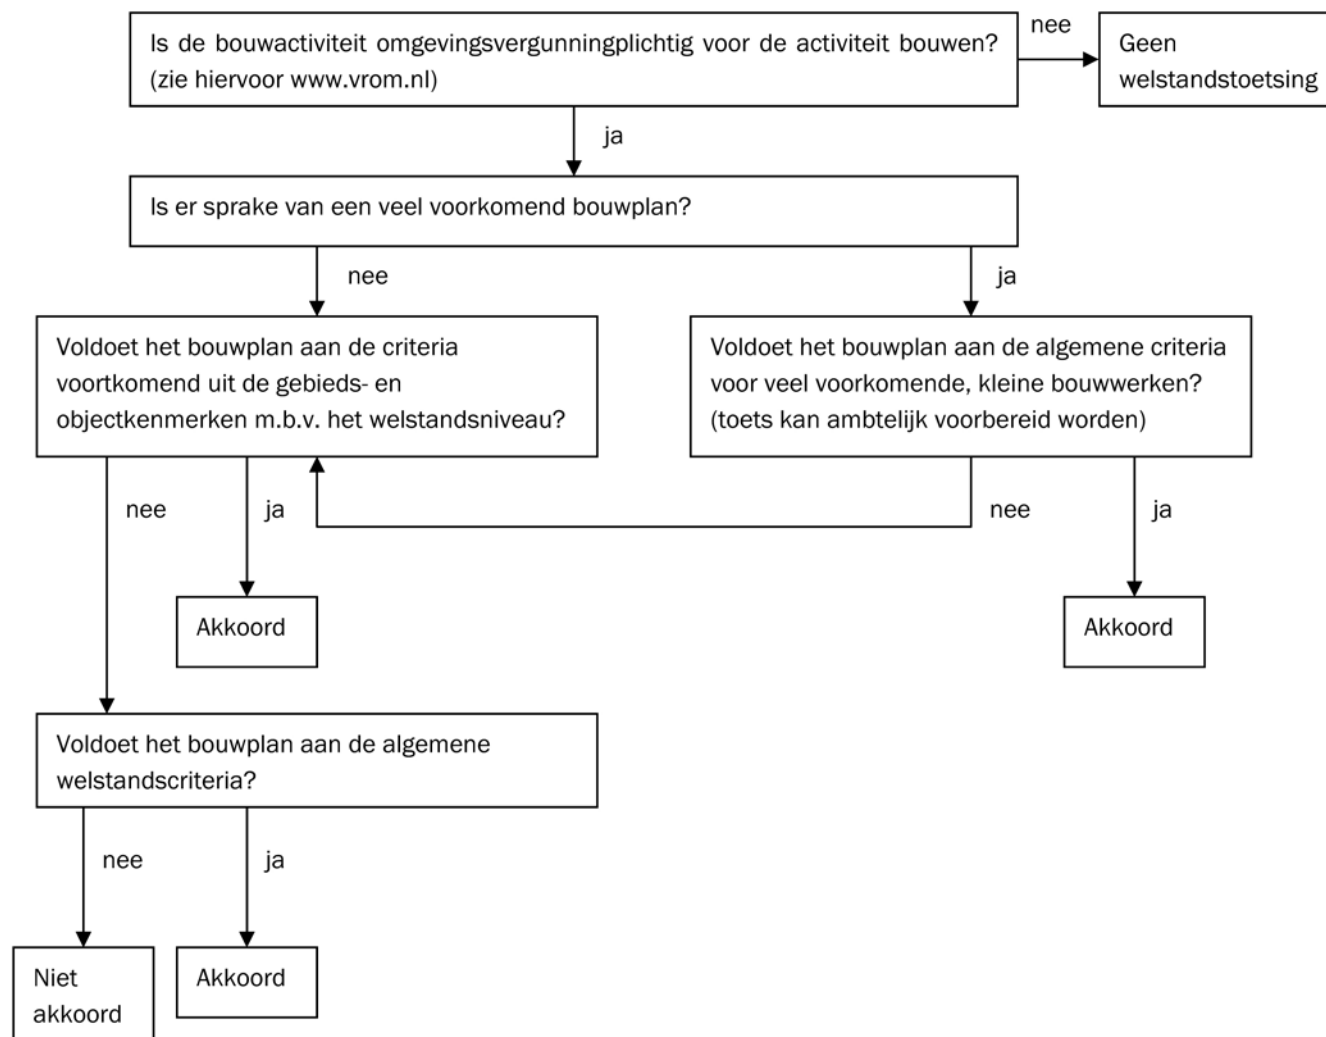 Is de bouwactiviteit omgevingsvergunningplichtig voor de activiteit bouwen?
(zie hiervoor www.vrom.nl)
nee
Geen
welstandstoetsing
ja
Is er sprake van een veel voorkomend bouwplan?
nee
ja
Voldoet het bouwplan aan de criteria
voortkomend uit de gebieds- en
objectkenmerken m.b.v. het welstandsniveau?
Voldoet het bouwplan aan de algemene criteria
voor veel voorkomende, kleine bouwwerken?
(toets kan ambtelijk voorbereid worden)
nee
ja
nee
ja
Akkoord
Akkoord
Voldoet het bouwplan aan de algemene
welstandscriteria?
nee
ja
Niet
akkoord
Akkoord